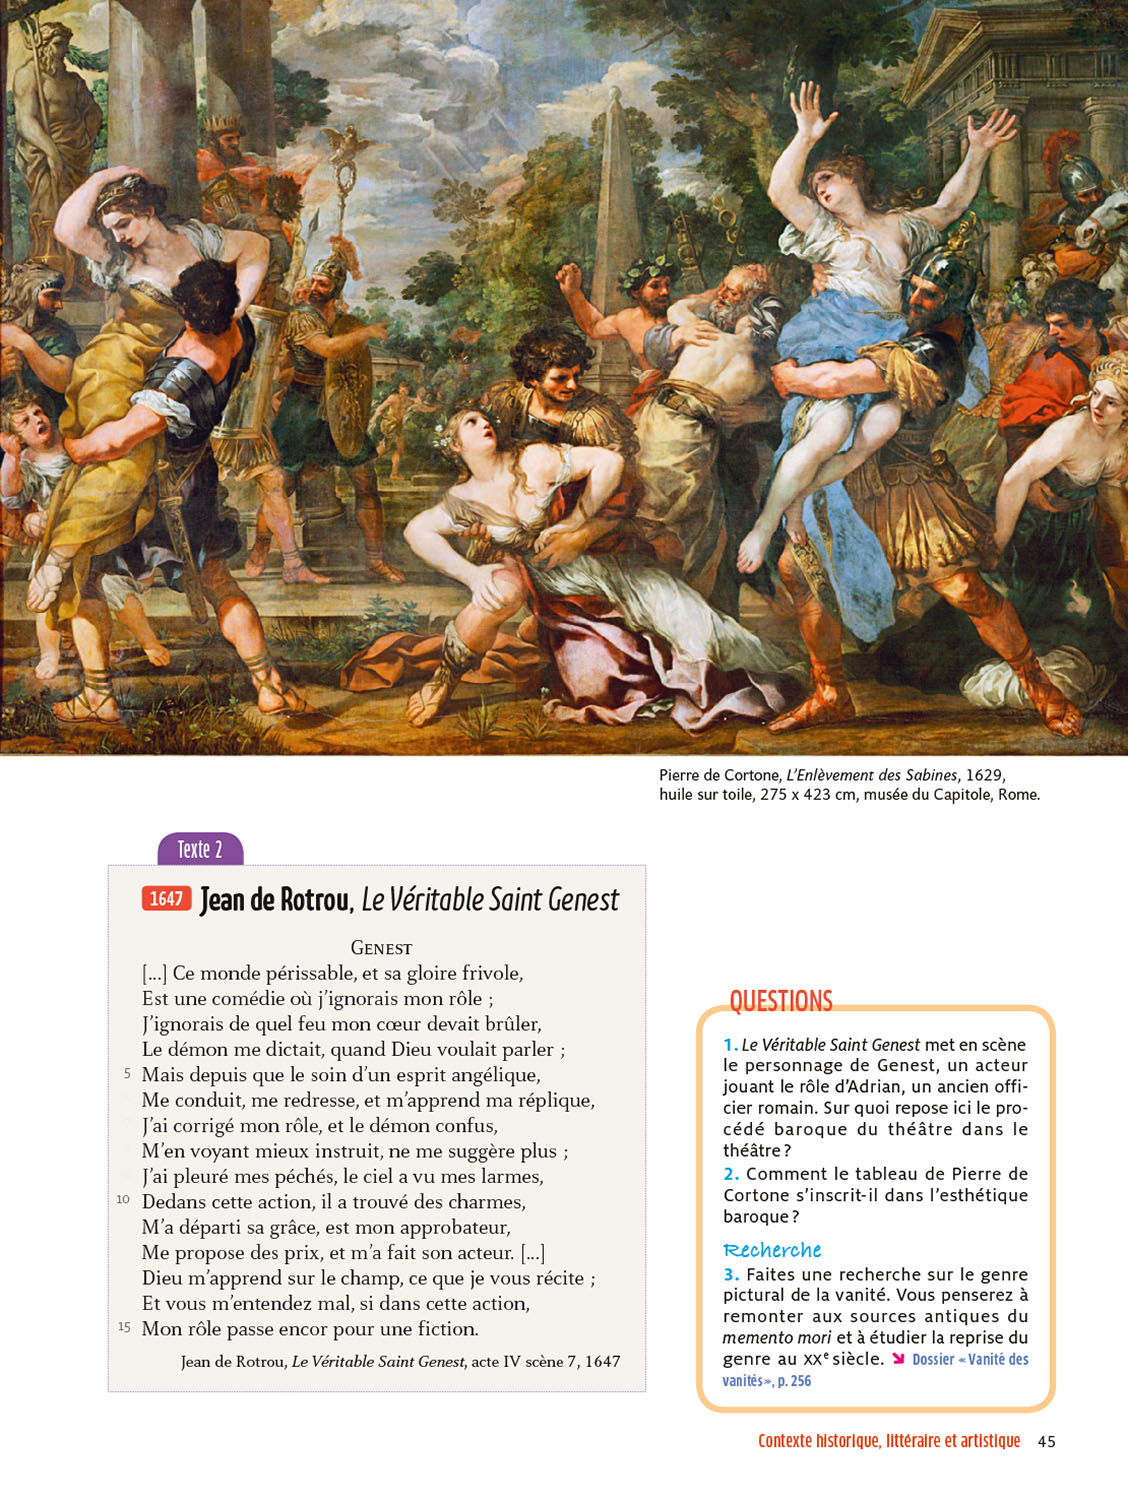 Pierre de Cortone, L'Enlèvement des Sabines, 1629,
huile sur toile, 275 x 423 cm, musée du Capitole, Rome.
Texte 2
1647 Jean de Rotrou, Le Véritable Saint Genest
GENEST
[...] Ce monde périssable, et sa gloire frivole,
Est une comédie où j'ignorais mon rôle ;
J'ignorais de quel feu mon cœur devait brûler,
Le démon me dictait, quand Dieu voulait parler ;
5 Mais depuis que le soin d'un esprit angélique,
Me conduit, me redresse, et m'apprend ma réplique,
J'ai corrigé mon rôle, et le démon confus,
M'en voyant mieux instruit, ne me suggère plus ;
J'ai pleuré mes péchés, le ciel a vu mes larmes,
10 Dedans cette action, il a trouvé des charmes,
M'a départi sa grâce, est mon approbateur,
Me propose des prix, et m'a fait son acteur. [...]
Dieu m'apprend sur le champ, ce que je vous récite ;
Et vous m'entendez mal, si dans cette action,
15 Mon rôle passe encor pour une fiction.
Jean de Rotrou, Le Véritable Saint Genest, acte IV scène 7, 1647
QUESTIONS
1. Le Véritable Saint Genest met en scène
le personnage de Genest, un acteur
jouant le rôle d'Adrian, un ancien offi-
cier romain. Sur quoi repose ici le pro-
cédé baroque du théâtre dans le
théâtre ?
2. Comment le tableau de Pierre de
Cortone s'inscrit-il dans l'esthétique
baroque ?
Recherche
3. Faites une recherche sur le genre
pictural de la vanité. Vous penserez à
remonter aux sources antiques du
memento mori et à étudier la reprise du
genre au XXe siècle. ↘ Dossier « Vanité des
vanités », p. 256
Contexte historique, littéraire et artistique 45